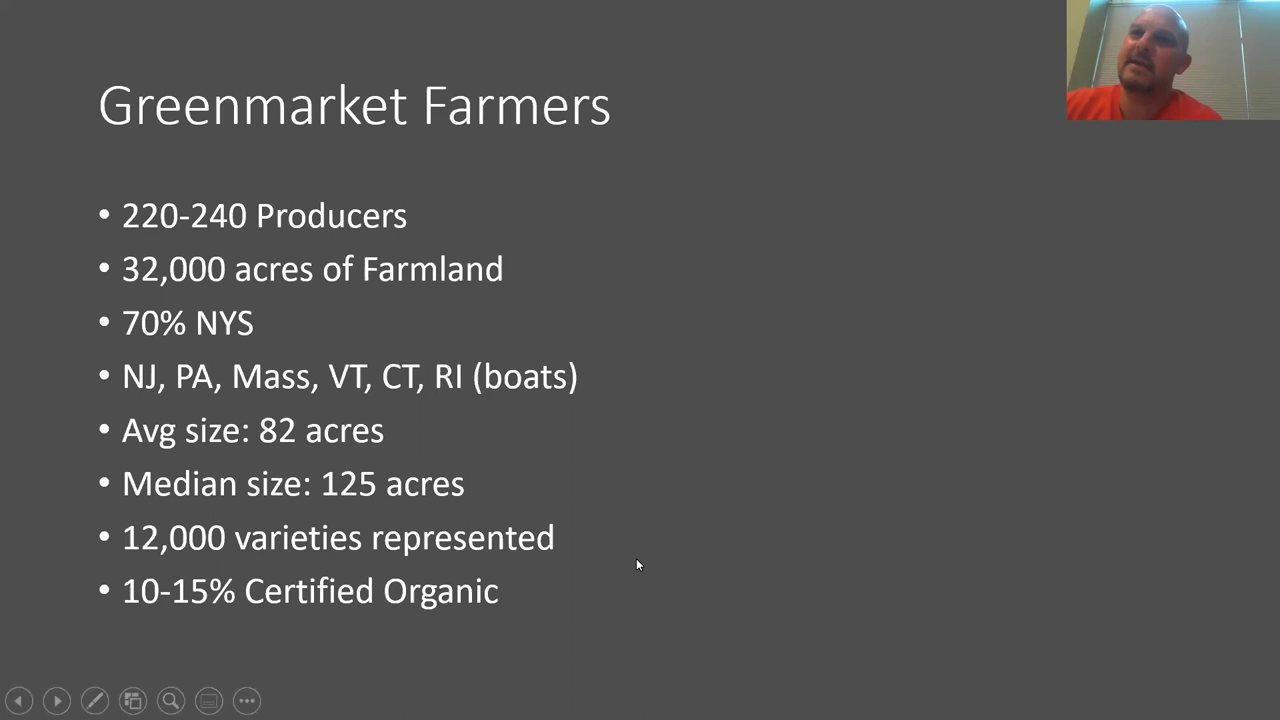 Greenmarket Farmers
• 220-240 Producers
• 32,000 acres of Farmland
• 70% NYS
• NJ, PA, Mass, VT, CT, RI (boats)
• Avg size: 82 acres
• Median size: 125 acres
• 12,000 varieties represented
• 10-15% Certified Organic